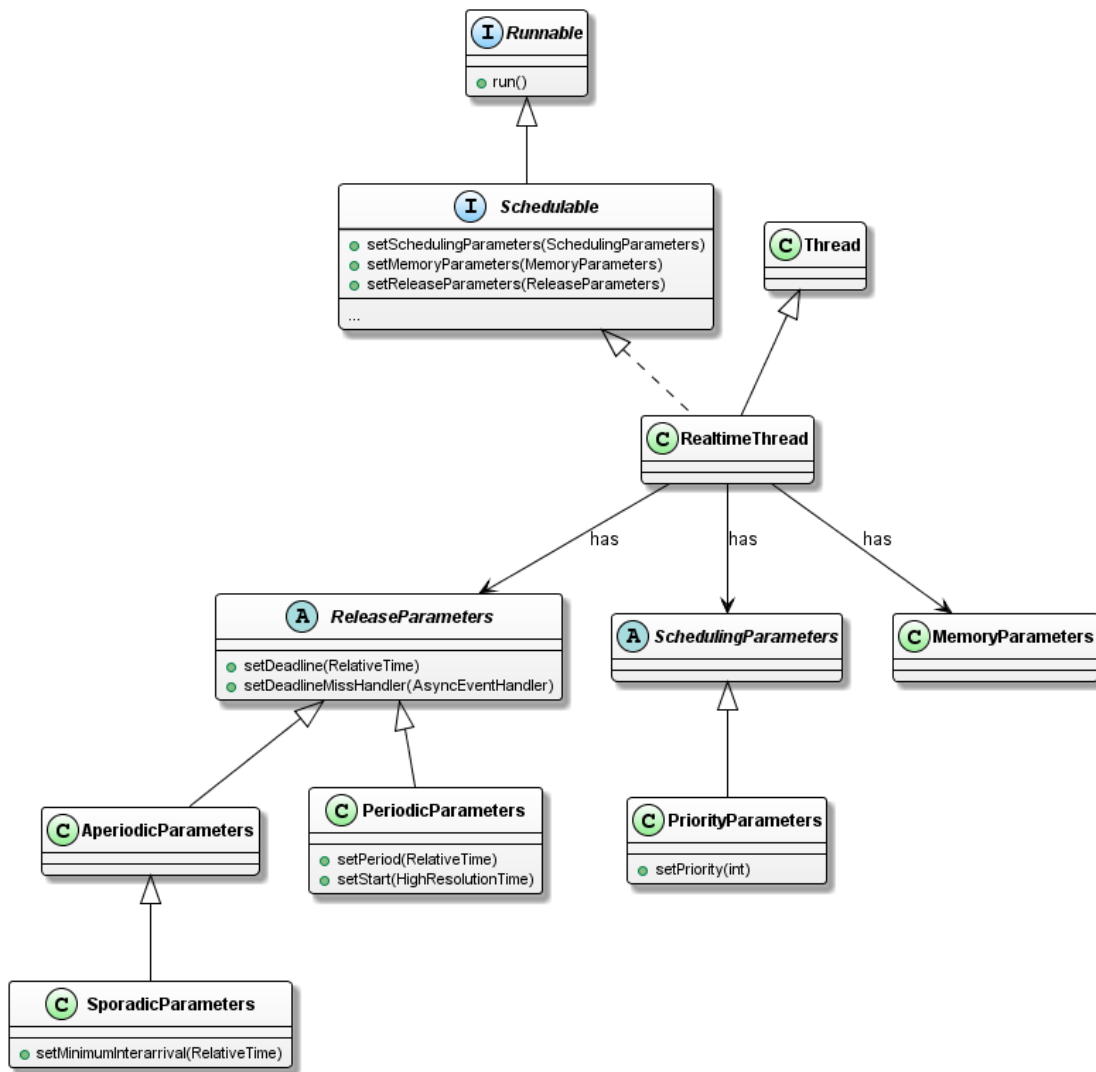 I Runnable
run()
I Schedulable
setSchedulingParameters(SchedulingParameters)
setMemoryParameters(MemoryParameters)
setReleaseParameters(ReleaseParameters)
...
C Thread
C RealtimeThread
has
has
has
A ReleaseParameters
setDeadline(RelativeTime)
setDeadlineMissHandler(AsyncEventHandler)
A SchedulingParameters
C MemoryParameters
C AperiodicParameters
C PeriodicParameters
setPeriod(RelativeTime)
setStart(HighResolutionTime)
C PriorityParameters
setPriority(int)
C SporadicParameters
setMinimumInterarrival(RelativeTime)